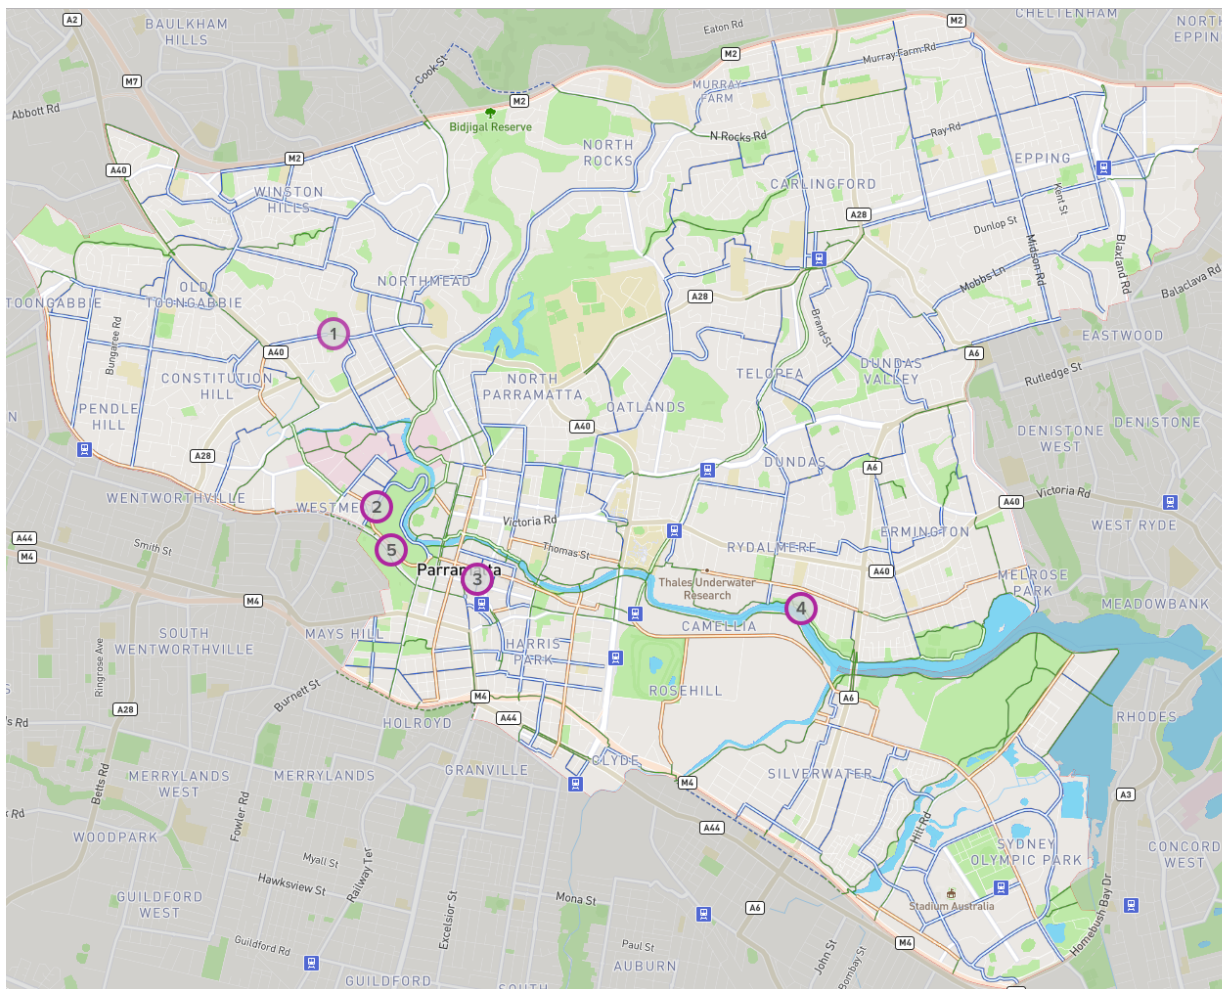 A2
BAULKHAM
HILLS
Eaton Rd
M2
CHELTENHAM
NORTH
EPPIN
M2
Murray Farm Rd
Cook St
M7
MURRAY
FARM
Abbott Rd
M2
Bidjigal Reserve
N Rocks Rd
Ray Rd
NORTH
ROCKS
M2
EPPING
A40
WINSTON
HILLS
CARLINGFORD
Kent St
A28
Dunlop St
Midson Rd
Blaxland Rd
NORTHMEAD
OLD
TOONGABBIE
TOONGABBIE
Mobbs Ln
Balaclava Rd
A28
Bungaree Rd
1
Brand St
EASTWOOD
A40
A6
CONSTITUTION
HILL
NORTH
PARRAMATTA
TELOPEA
DUNDAS
VALLEY
Rutledge St
PENDLE
HILL
OATLANDS
A40
DENISTONE
DENISTONE
WEST
N
A28
DUNDAS
A6
WENTWORTHVILLE
WESTME
2
A40
Victoria Rd
WEST RYDE
Victoria Rd
A44
M4
Smith St
5
Thomas St
RYDALMERE
ERMINGTON
Parra
ta
3
Thales Underwater
Research
A40
MELROSE
PARK
M4
4
MEADOWBANK
SOUTH
WENTWORTHVILLE
MAYS HILL
CAMELLIA
HARRIS
PARK
Ringrose Ave
Burnett St
ROSEHILL
M4
A6
S
's Rd
A28
HOLROYD
A44
RHODES
MERRYLANDS
WEST
MERRYLANDS
GRANVILLE
CLYDE
SILVERWATER
M4
Betts Rd
A3
x Rd
Fowler Rd
A44
Hill Rd
WOODPARK
SYDNEY
OLYMPIC PARK
CONCORD
WEST
Myall St
Railway Ter
Hawksview St
Stadium Australia
GUILDFORD
WEST
Excelsior St
Mona St
A6
Homebush Bay Dr
Guildford Rd
Paul St
John St
Bombay St
M4
AUBURN
GUILDFORD
SOUTH